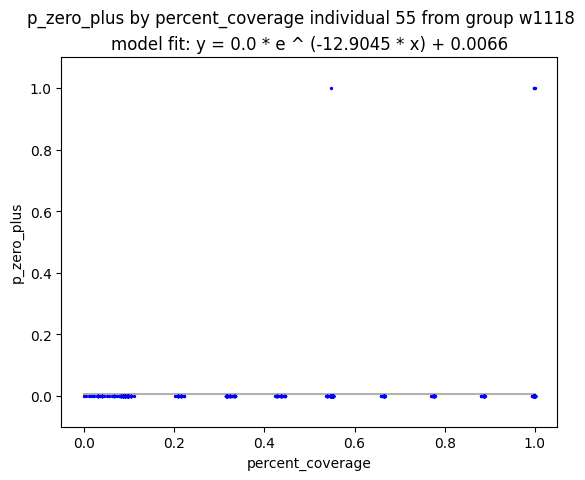 p_zero_plus by percent_coverage individual 55 from group w1118
model fit: y = 0.0 * e ^ (-12.9045 * x) + 0.0066
1.0
0.8
0.6
0.4
0.2
0.0
p_zero_plus
0.0 0.2 0.4 0.6 0.8 1.0
percent_coverage